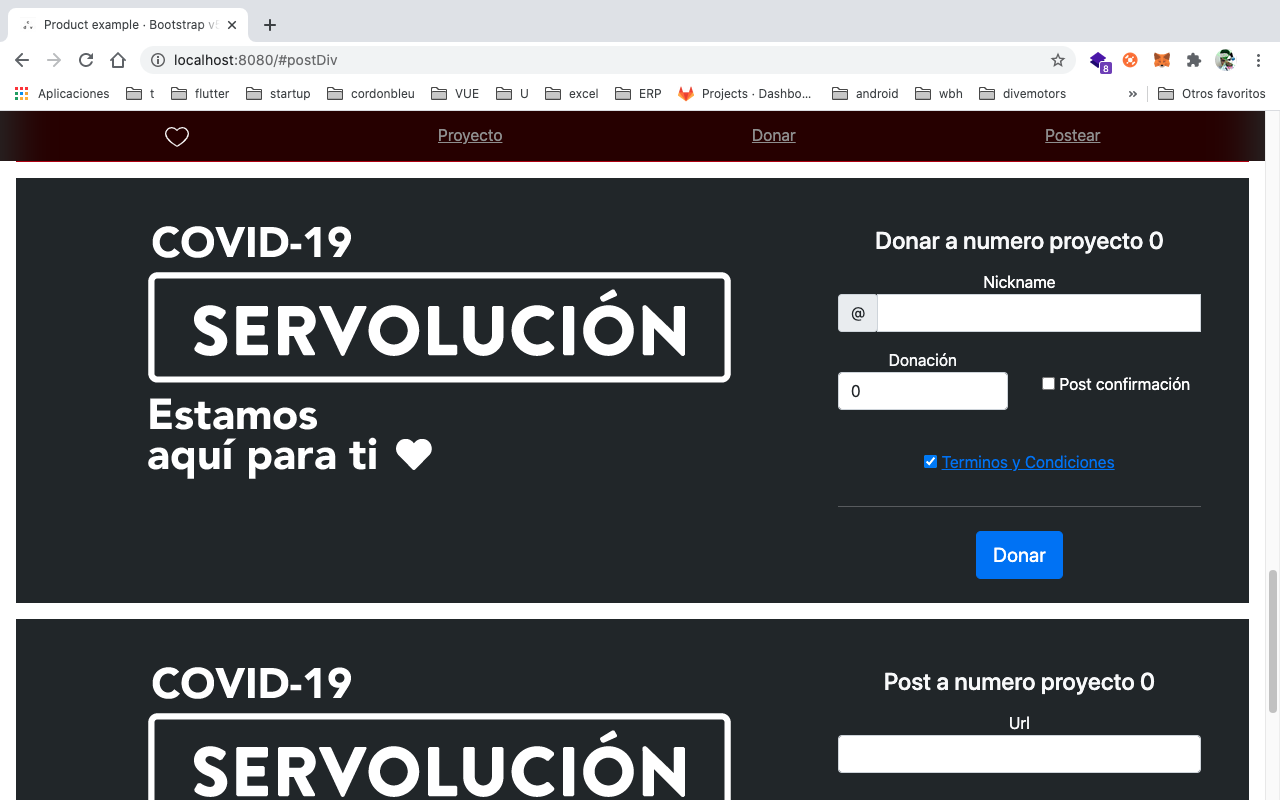 Product example · Bootstrap v5
localhost:8080/#postDiv
8
Aplicaciones t flutter startup cordonbleu VUE U excel ERP Projects · Dashbo... android wbh divemotors » Otros favoritos
Proyecto Donar Postear
COVID-19
SERVOLUCIÓN
Estamos
aquí para ti
Donar a numero proyecto 0
Nickname
@
Donación
0
Post confirmación
Terminos y Condiciones
Donar
COVID-19
SERVOLUCIÓN
Post a numero proyecto 0
Url